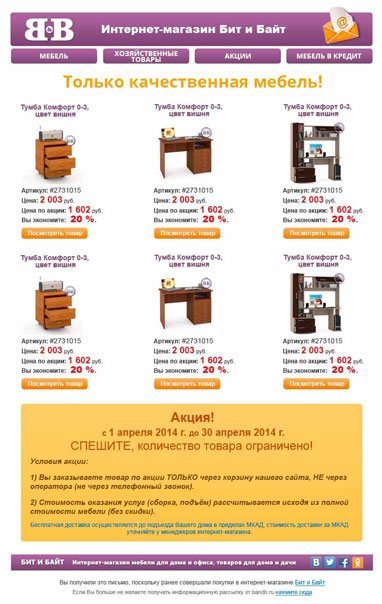 B&B
Интернет-магазин Бит и Байт
МЕБЕЛЬ
ХОЗЯЙСТВЕННЫЕ
ТОВАРЫ
АКЦИИ
МЕБЕЛЬ В КРЕДИТ
Только качественная мебель!
Тумба Комфорт 0-3,
цвет вишня
Артикул: #2731015
Цена: 2 003 руб.
Цена по акции: 1 602 руб.
Вы экономите: 20 %.
Посмотреть товар
Тумба Комфорт 0-3,
цвет вишня
Артикул: #2731015
Цена: 2 003 руб.
Цена по акции: 1 602 руб.
Вы экономите: 20 %.
Посмотреть товар
Тумба Комфорт 0-3,
цвет вишня
Артикул: #2731015
Цена: 2 003 руб.
Цена по акции: 1 602 руб.
Вы экономите: 20 %.
Посмотреть товар
Тумба Комфорт 0-3,
цвет вишня
Артикул: #2731015
Цена: 2 003 руб.
Цена по акции: 1 602 руб.
Вы экономите: 20 %.
Посмотреть товар
Тумба Комфорт 0-3,
цвет вишня
Артикул: #2731015
Цена: 2 003 руб.
Цена по акции: 1 602 руб.
Вы экономите: 20 %.
Посмотреть товар
Тумба Комфорт 0-3,
цвет вишня
Артикул: #2731015
Цена: 2 003 руб.
Цена по акции: 1 602 руб.
Вы экономите: 20 %.
Посмотреть товар
Акция!
с 1 апреля 2014 г. до 30 апреля 2014 г.
СПЕШИТЕ, количество товара ограничено!
Условия акции:
1) Вы заказываете товар по акции ТОЛЬКО через корзину нашего сайта, НЕ через
оператора (не через телефонный звонок).
2) Стоимость оказания услуга (сборка, подъём) рассчитывается исходя из полной
стоимости мебели (без скидки).
Бесплатная доставка осуществляется до подъезда Вашего дома в пределах МКАД, стоимость доставки за МКАД
уточняйте у менеджеров интернет-магазина.
БИТ И БАЙТ Интернет-магазин мебели для дома и офиса, товаров для дома и дачи
Вы получили это письмо, поскольку ранее совершали покупки в интернет-магазине Бит и Байт
Если Вы больше не желаете получать информационную рассылку от bandb.ru нажмите сюда